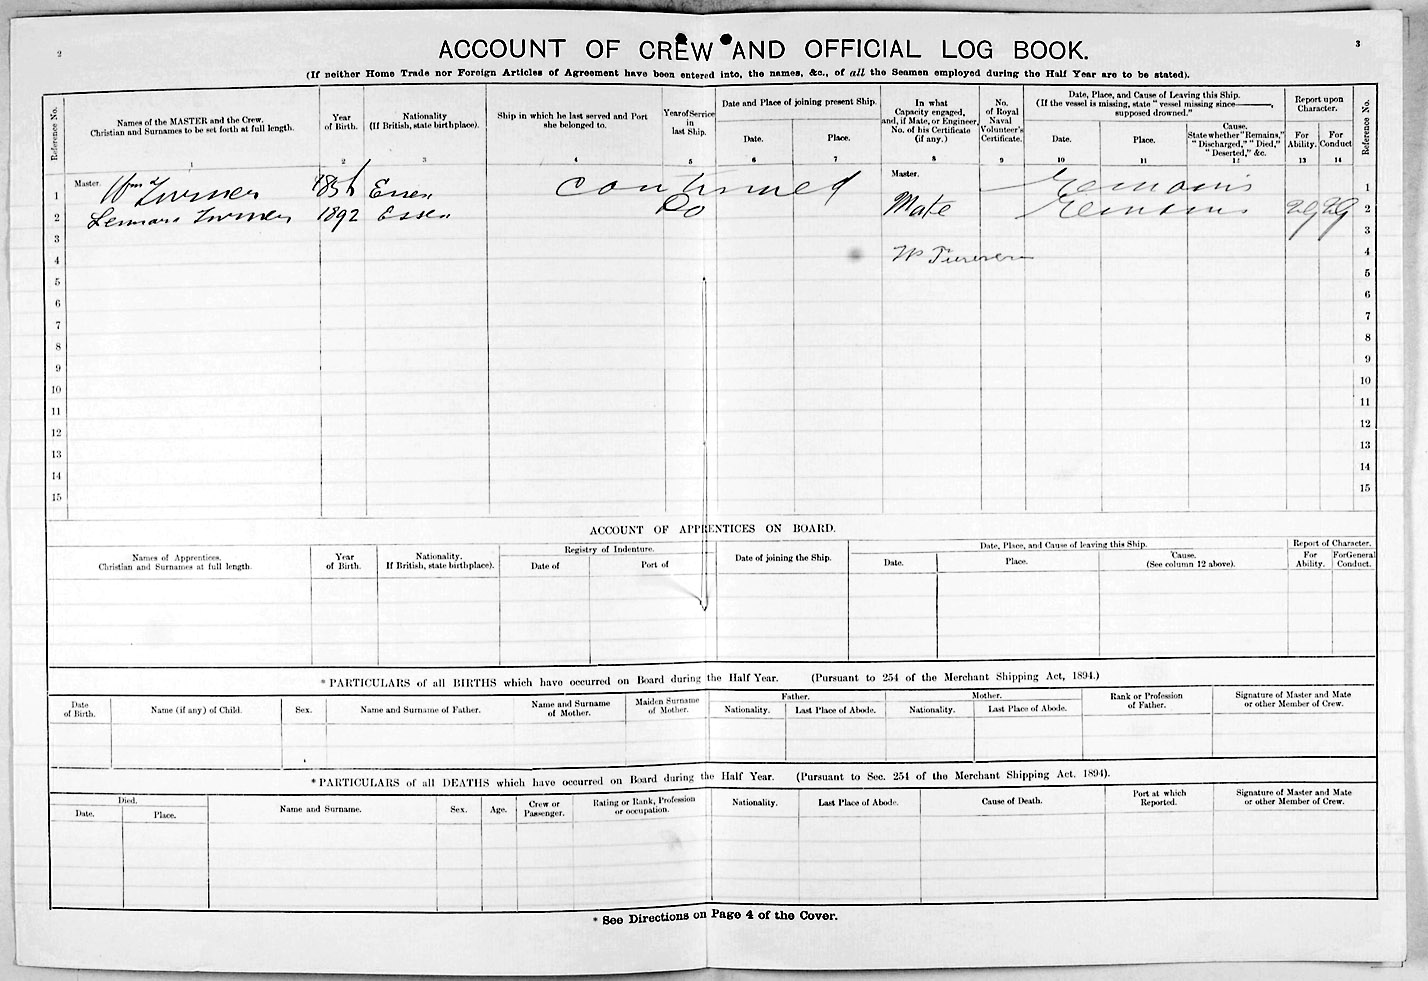 2
3
ACCOUNT OF CREW AND OFFICIAL LOG BOOK.
(If neither Home Trade nor Foreign Articles of Agreement have been entered into, the names, &c., of all the Seamen employed during the Half Year are to be stated).
Reference No.
Names of the MASTER and the Crew.
Christian and Surnames to be set forth at full length.
1
Year
of Birth.
2
Nationality
(If British, state birthplace).
3
Ship in which he last served and Port
she belonged to.
4
Year of Service
in
last Ship.
5
Date and Place of joining present Ship.
Date.
6
Place.
7
In what
Capacity engaged,
and, if Mate, or Engineer,
No. of his Certificate
(if any.)
8
No.
of Royal
Naval
Volunteer's
Certificate.
9
Date, Place, and Cause of Leaving this Ship.
(If the vessel is missing, state "vessel missing since ———,
supposed drowned."
Date.
10
Place.
11
Cause.
State whether "Remains,"
"Discharged," "Died,"
"Deserted," &c.
12
Report upon
Character.
For
Ability.
13
For
Conduct
14
Reference No.
1 Master. Wm Turner Essex continued Master. Remains 1
2 Turner 1892 Essex Do Mate Remains VG VG 2
3 3
4 W Turner 4
5 5
6 6
7 7
8 8
9 9
10 10
11 11
12 12
13 13
14 14
15 15
ACCOUNT OF APPRENTICES ON BOARD.
Names of Apprentices.
Christian and Surnames at full length.
Year
of Birth.
Nationality.
If British, state birthplace).
Registry of Indenture.
Date of
Port of
Date of joining the Ship.
Date, Place, and Cause of leaving this Ship.
Date.
Place.
Cause.
(See column 12 above).
Report of Character.
For
Ability.
For General
Conduct.
* PARTICULARS of all BIRTHS which have occurred on Board during the Half Year. (Pursuant to 254 of the Merchant Shipping Act, 1894.)
Date
of Birth.
Name (if any) of Child.
Sex.
Name and Surname of Father.
Name and Surname
of Mother.
Maiden Surname
of Mother.
Father.
Nationality.
Last Place of Abode.
Mother.
Nationality.
Last Place of Abode.
Rank or Profession
of Father.
Signature of Master and Mate
or other Member of Crew.
* PARTICULARS of all DEATHS which have occurred on Board during the Half Year. (Pursuant to Sec. 254 of the Merchant Shipping Act. 1894).
Died.
Date.
Place.
Name and Surname.
Sex.
Age.
Crew or
Passenger.
Rating or Rank, Profession
or occupation.
Nationality.
Last Place of Abode.
Cause of Death.
Port at which
Reported.
Signature of Master and Mate
or other Member of Crew.
* See Directions on Page 4 of the Cover.